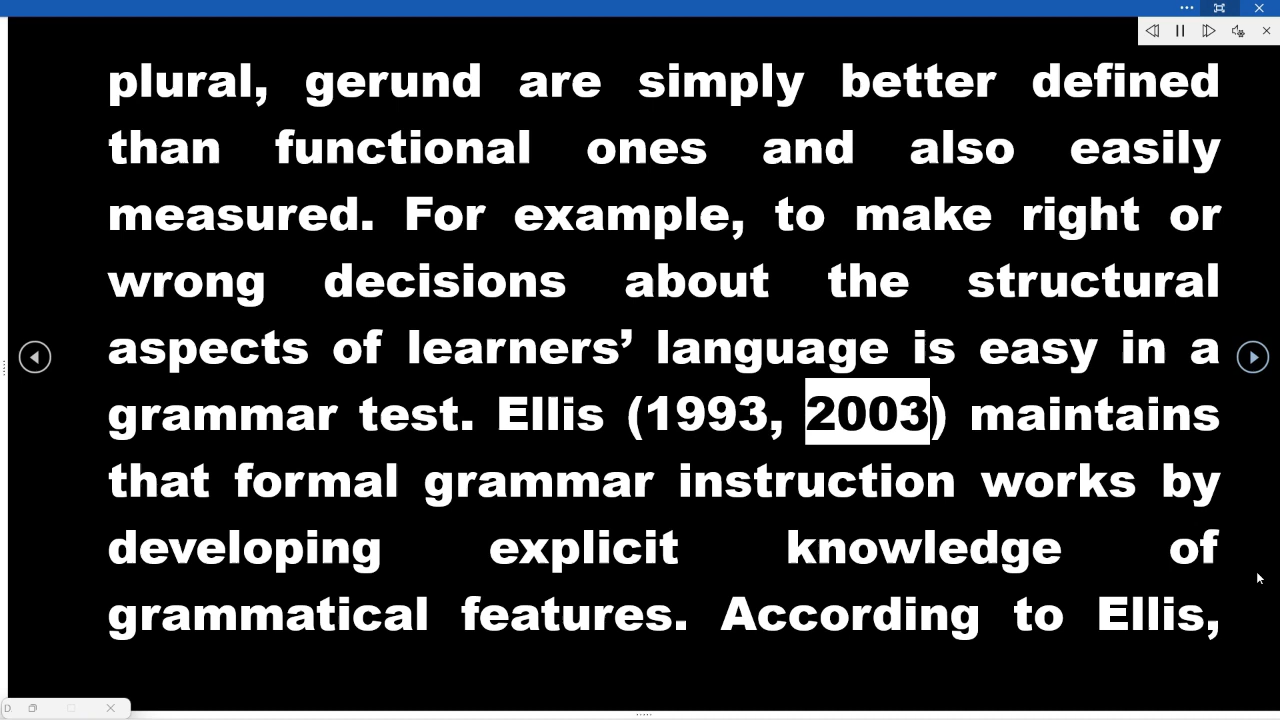 plural, gerund are simply better defined
than functional ones and also easily
measured. For example, to make right or
wrong decisions about the structural
aspects of learners’ language is easy in a
grammar test. Ellis (1993, 2003) maintains
that formal grammar instruction works by
developing explicit knowledge of
grammatical features. According to Ellis,
D